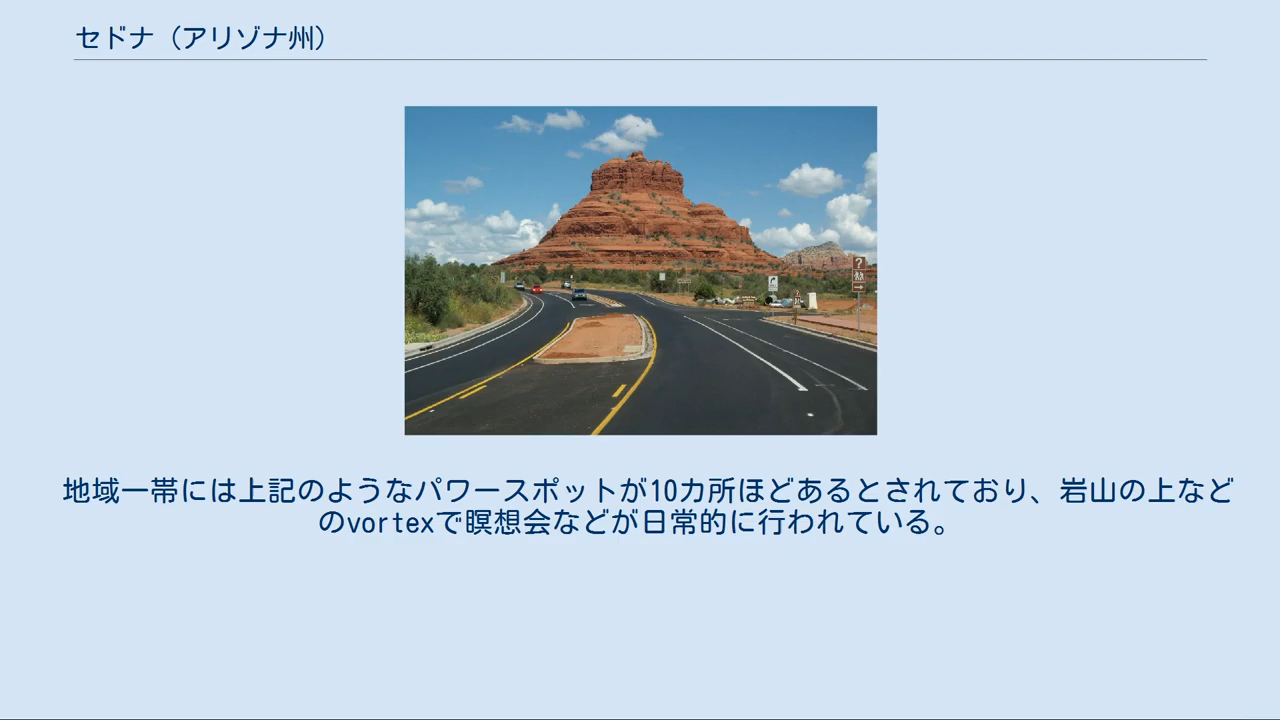 セドナ（アリゾナ州）
?
地域一帯には上記のようなパワースポットが10カ所ほどあるとされており、岩山の上など
のvortexで瞑想会などが日常的に行われている。